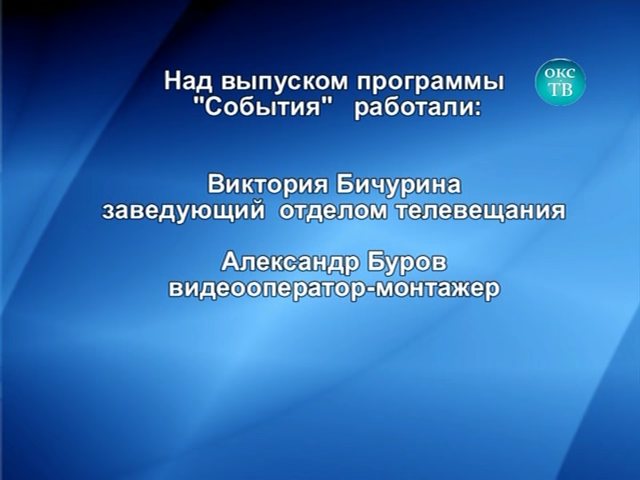 Над выпуском программы
"События" работали:
ОКС
ТВ
Виктория Бичурина
заведующий отделом телевещания
Александр Буров
видеооператор-монтажер